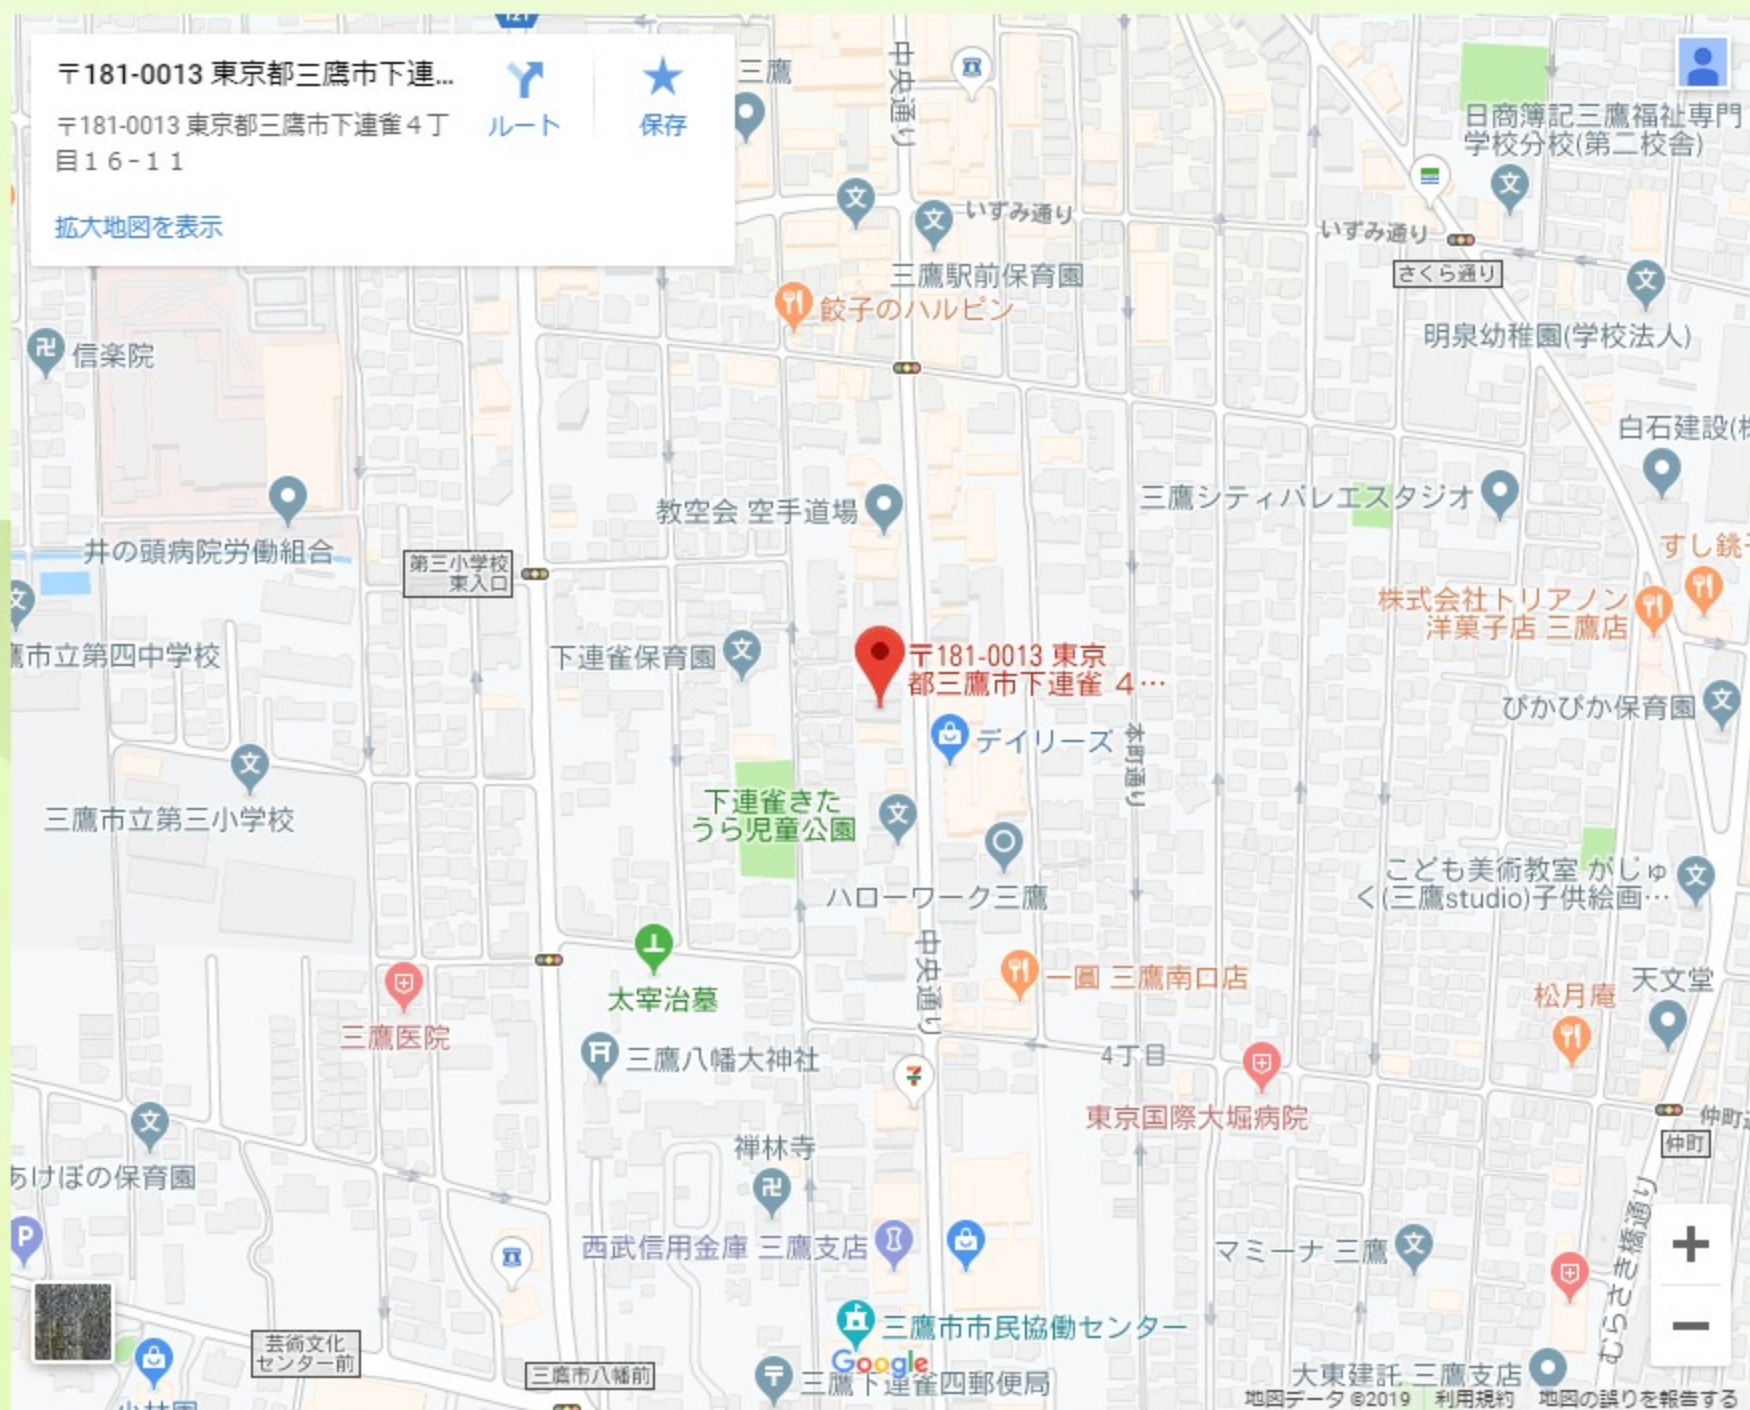 121
〒181-0013 東京都三鷹市下連...
〒181-0013 東京都三鷹市下連雀４丁
目１６−１１
ルート
保存
拡大地図を表示
三鷹
中央通り
日商簿記三鷹福祉専門
学校分校(第二校舎)
いずみ通り
いずみ通り
さくら通り
三鷹駅前保育園
餃子のハルピン
明泉幼稚園(学校法人)
信楽院
白石建設(株
教空会 空手道場
三鷹シティバレエスタジオ
井の頭病院労働組合
第三小学校
東入口
すし銚子
株式会社トリアノン
洋菓子店 三鷹店
鷹市立第四中学校
下連雀保育園
〒181-0013 東京
都三鷹市下連雀 ４…
ぴかぴか保育園
デイリーズ
本町通り
三鷹市立第三小学校
下連雀きた
うら児童公園
ハローワーク三鷹
こども美術教室 がじゅ
く(三鷹studio)子供絵画…
中央通り
一圓 三鷹南口店
太宰治墓
三鷹医院
松月庵
天文堂
三鷹八幡大神社
4丁目
東京国際大堀病院
仲町通
仲町
あけぼの保育園
禅林寺
P
西武信用金庫 三鷹支店
マミーナ 三鷹
むらさき橋通り
三鷹市市民協働センター
芸術文化
センター前
三鷹市八幡前
Google
三鷹下連雀四郵便局
大東建託 三鷹支店
地図データ ©2019 利用規約 地図の誤りを報告する